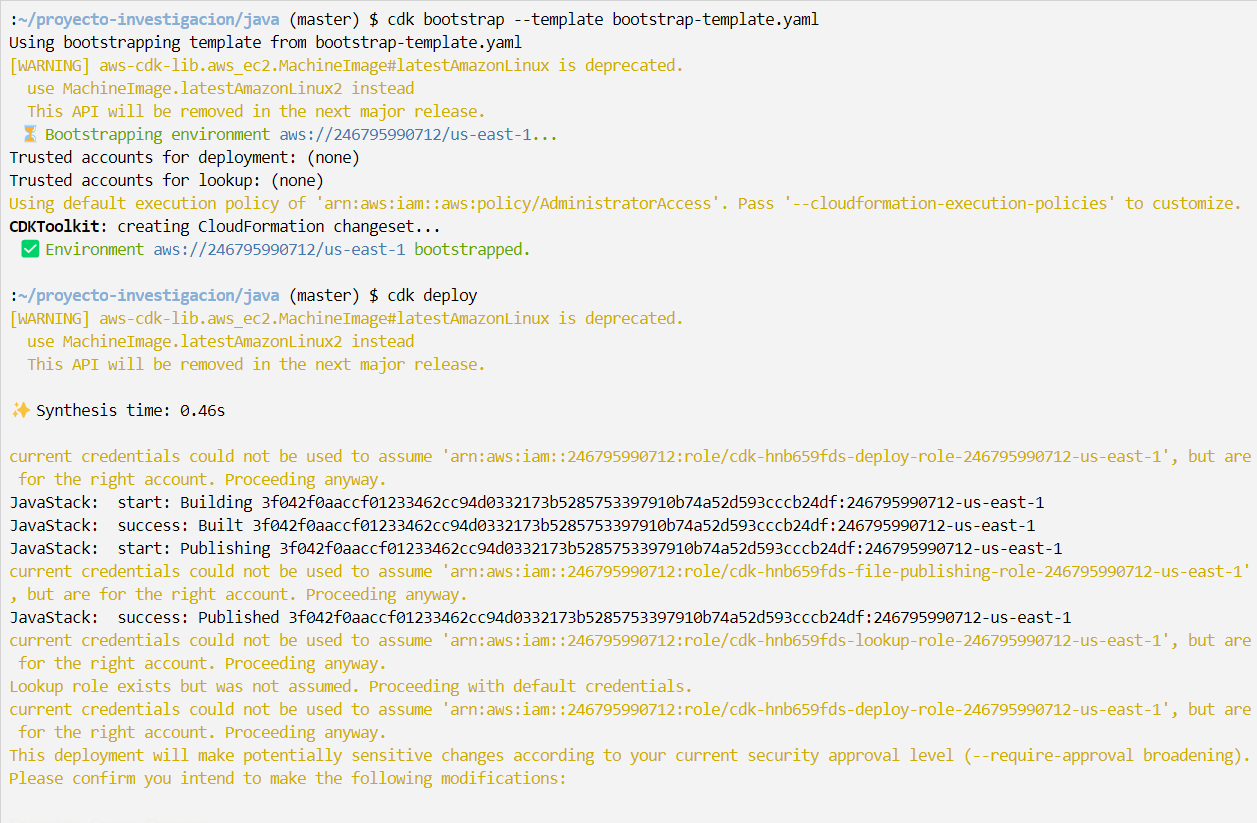 :~/proyecto-investigacion/java (master) $ cdk bootstrap --template bootstrap-template.yaml
Using bootstrapping template from bootstrap-template.yaml
[WARNING] aws-cdk-lib.aws_ec2.MachineImage#latestAmazonLinux is deprecated.
use MachineImage.latestAmazonLinux2 instead
This API will be removed in the next major release.
⏳ Bootstrapping environment aws://246795990712/us-east-1...
Trusted accounts for deployment: (none)
Trusted accounts for lookup: (none)
Using default execution policy of 'arn:aws:iam::aws:policy/AdministratorAccess'. Pass '--cloudformation-execution-policies' to customize.
CDKToolkit: creating CloudFormation changeset...
✅ Environment aws://246795990712/us-east-1 bootstrapped.
:~/proyecto-investigacion/java (master) $ cdk deploy
[WARNING] aws-cdk-lib.aws_ec2.MachineImage#latestAmazonLinux is deprecated.
use MachineImage.latestAmazonLinux2 instead
This API will be removed in the next major release.
✨ Synthesis time: 0.46s
current credentials could not be used to assume 'arn:aws:iam::246795990712:role/cdk-hnb659fds-deploy-role-246795990712-us-east-1', but are
for the right account. Proceeding anyway.
JavaStack:  start: Building 3f042f0aaccf01233462cc94d0332173b5285753397910b74a52d593cccb24df:246795990712-us-east-1
JavaStack:  success: Built 3f042f0aaccf01233462cc94d0332173b5285753397910b74a52d593cccb24df:246795990712-us-east-1
JavaStack:  start: Publishing 3f042f0aaccf01233462cc94d0332173b5285753397910b74a52d593cccb24df:246795990712-us-east-1
current credentials could not be used to assume 'arn:aws:iam::246795990712:role/cdk-hnb659fds-file-publishing-role-246795990712-us-east-1'
, but are for the right account. Proceeding anyway.
JavaStack:  success: Published 3f042f0aaccf01233462cc94d0332173b5285753397910b74a52d593cccb24df:246795990712-us-east-1
current credentials could not be used to assume 'arn:aws:iam::246795990712:role/cdk-hnb659fds-lookup-role-246795990712-us-east-1', but are
for the right account. Proceeding anyway.
Lookup role exists but was not assumed. Proceeding with default credentials.
current credentials could not be used to assume 'arn:aws:iam::246795990712:role/cdk-hnb659fds-deploy-role-246795990712-us-east-1', but are
for the right account. Proceeding anyway.
This deployment will make potentially sensitive changes according to your current security approval level (--require-approval broadening).
Please confirm you intend to make the following modifications: